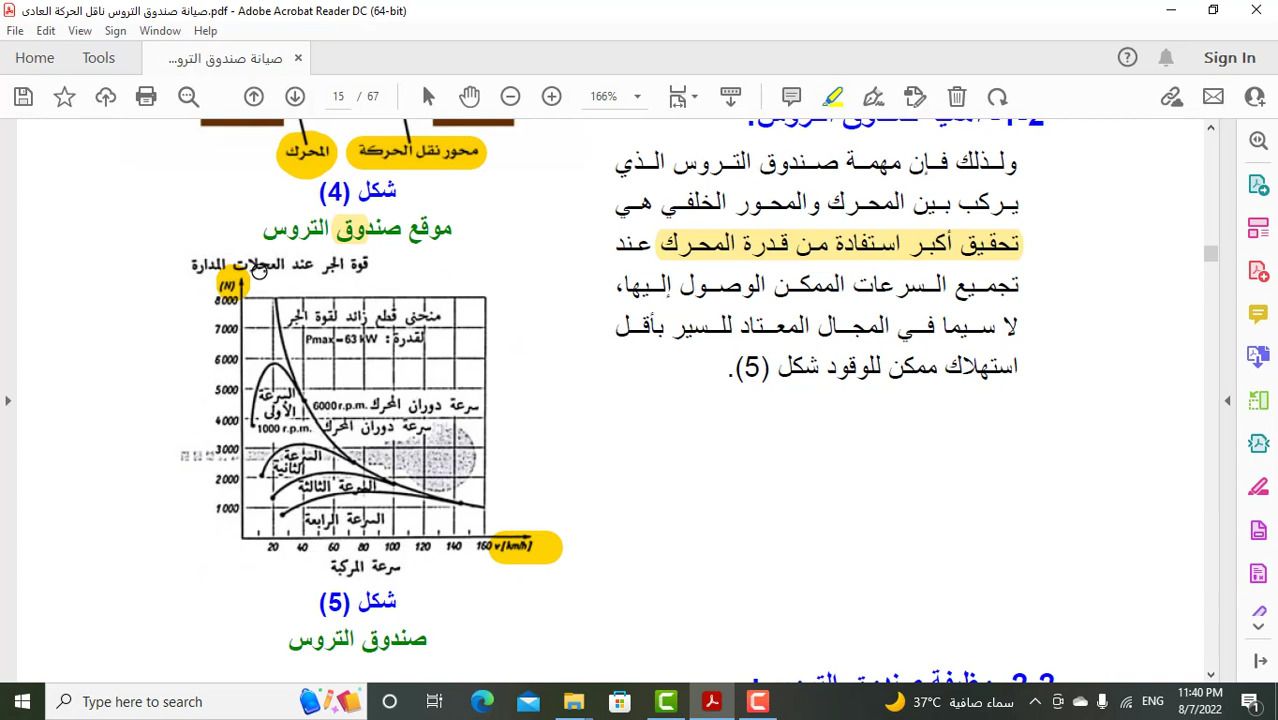 صيانة صندوق التروس ناقل الحركة العادى.pdf - Adobe Acrobat Reader DC (64-bit)
File Edit View Sign Window Help
Home Tools صيانة صندوق الترو... Sign In
15 / 67 166%
المحرك محور نقل الحركة
شكل (4)
موقع صندوق التروس
ولذلك فإن مهمة صندوق التروس الذي
يركب بين المحرك والمحور الخلفي هي
تحقيق أكبر استفادة من قدرة المحرك عند
تجميع السرعات الممكن الوصول إليها،
لا سيما في المجال المعتاد للسير بأقل
استهلاك ممكن للوقود شكل (5).
قوة الجر عند العجلات المدارة
(N)
8000
7000
6000
5000
4000
3000
2000
1000
منحنى قطع زائد لقوة الجر
لقدرة : Pmax = 63 kW
السرعة الأولى
سرعة دوران المحرك 6000 r.p.m.
سرعة دوران المحرك 1000 r.p.m.
السرعة الثانية
السرعة الثالثة
السرعة الرابعة
20 40 60 80 100 120 140 160 v [km/h]
سرعة المركبة
شكل (5)
صندوق التروس
Type here to search
37°C سماء صافية
ENG
11:40 PM
8/7/2022